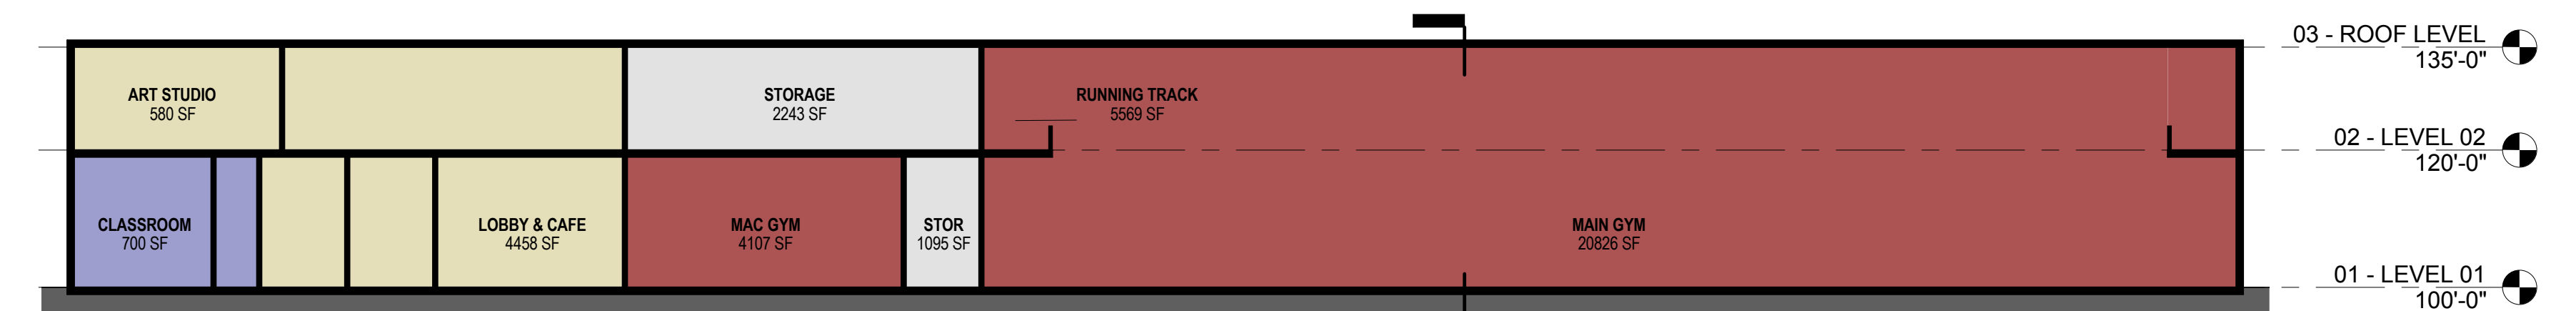 03 - ROOF LEVEL
135'-0"
ART STUDIO
580 SF
STORAGE
2243 SF
RUNNING TRACK
5569 SF
02 - LEVEL 02
120'-0"
CLASSROOM
700 SF
LOBBY & CAFE
4458 SF
MAC GYM
4107 SF
STOR
1095 SF
MAIN GYM
20826 SF
01 - LEVEL 01
100'-0"